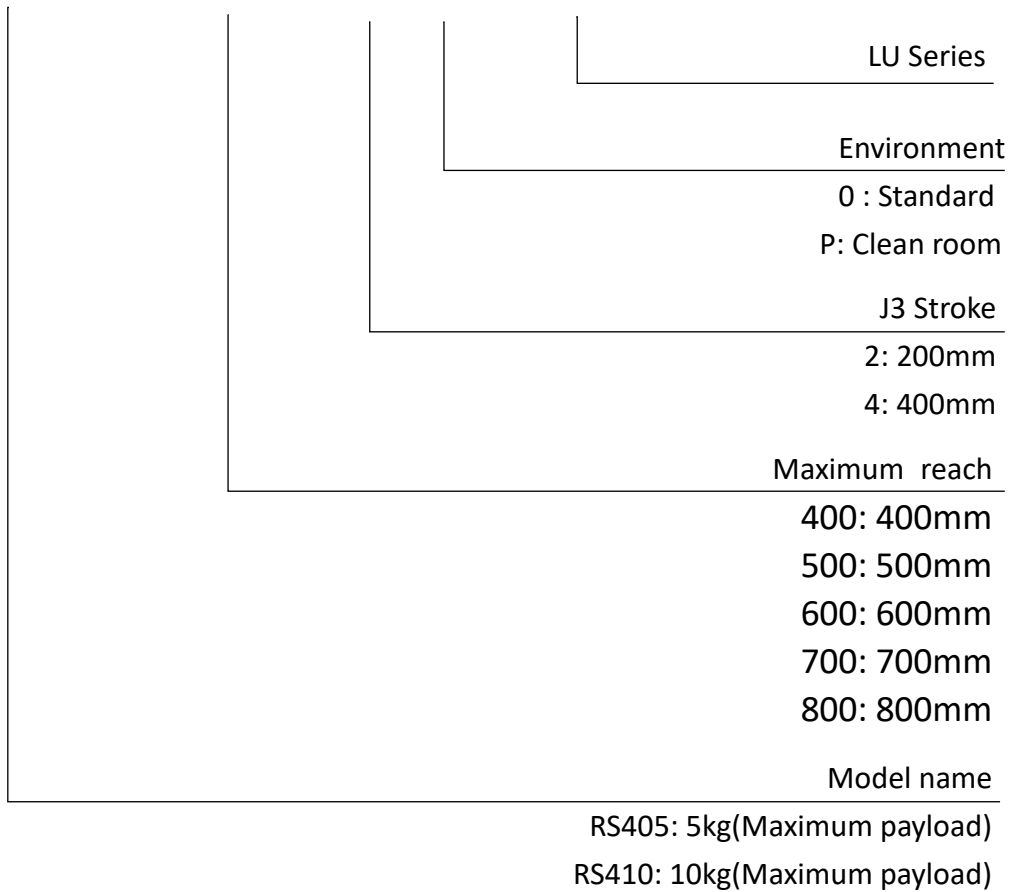 LU Series
Environment
0 : Standard
P: Clean room
J3 Stroke
2: 200mm
4: 400mm
Maximum reach
400: 400mm
500: 500mm
600: 600mm
700: 700mm
800: 800mm
Model name
RS405: 5kg(Maximum payload)
RS410: 10kg(Maximum payload)